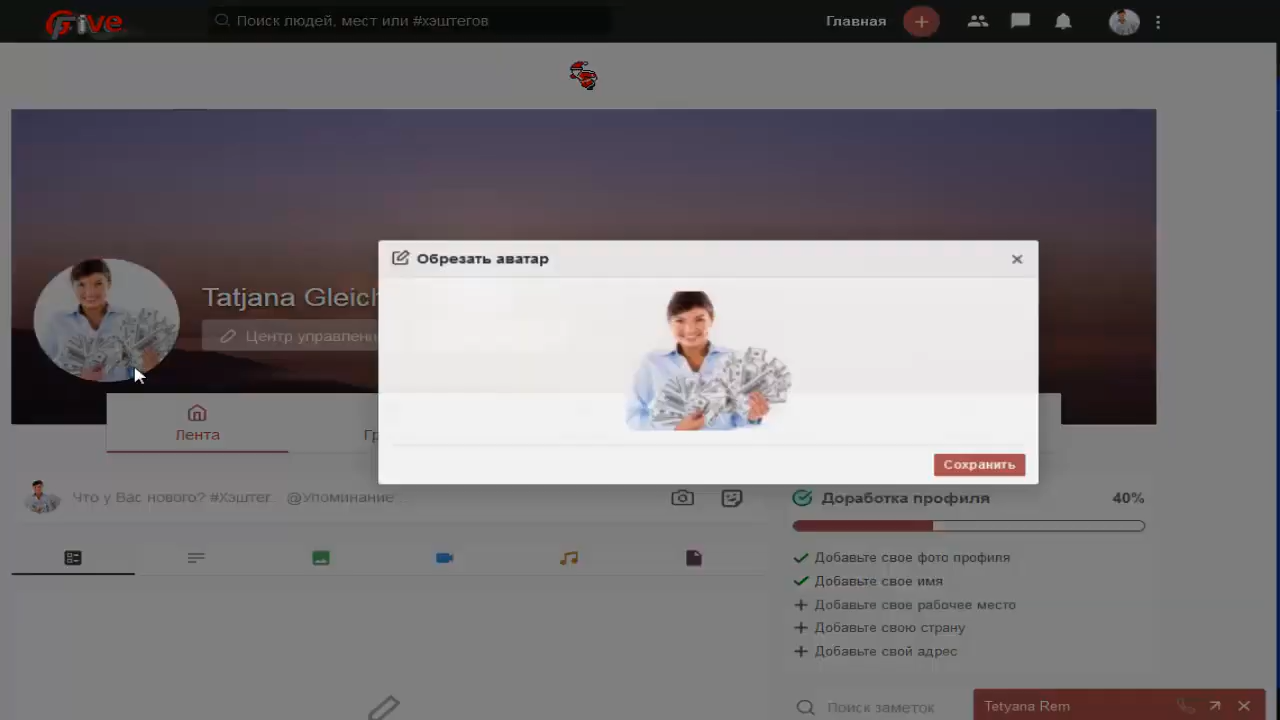 Five
Поиск людей, мест или #хэштегов
Главная
Обрезать аватар
Tatjana Gleich
Центр управлени
Лента
Гр
Сохранить
Что у Вас нового? #Хэштег... @Упоминание...
Доработка профиля
40%
Добавьте свое фото профиля
Добавьте свое имя
Добавьте свое рабочее место
Добавьте свою страну
Добавьте свой адрес
Поиск заметок
Tetyana Rem